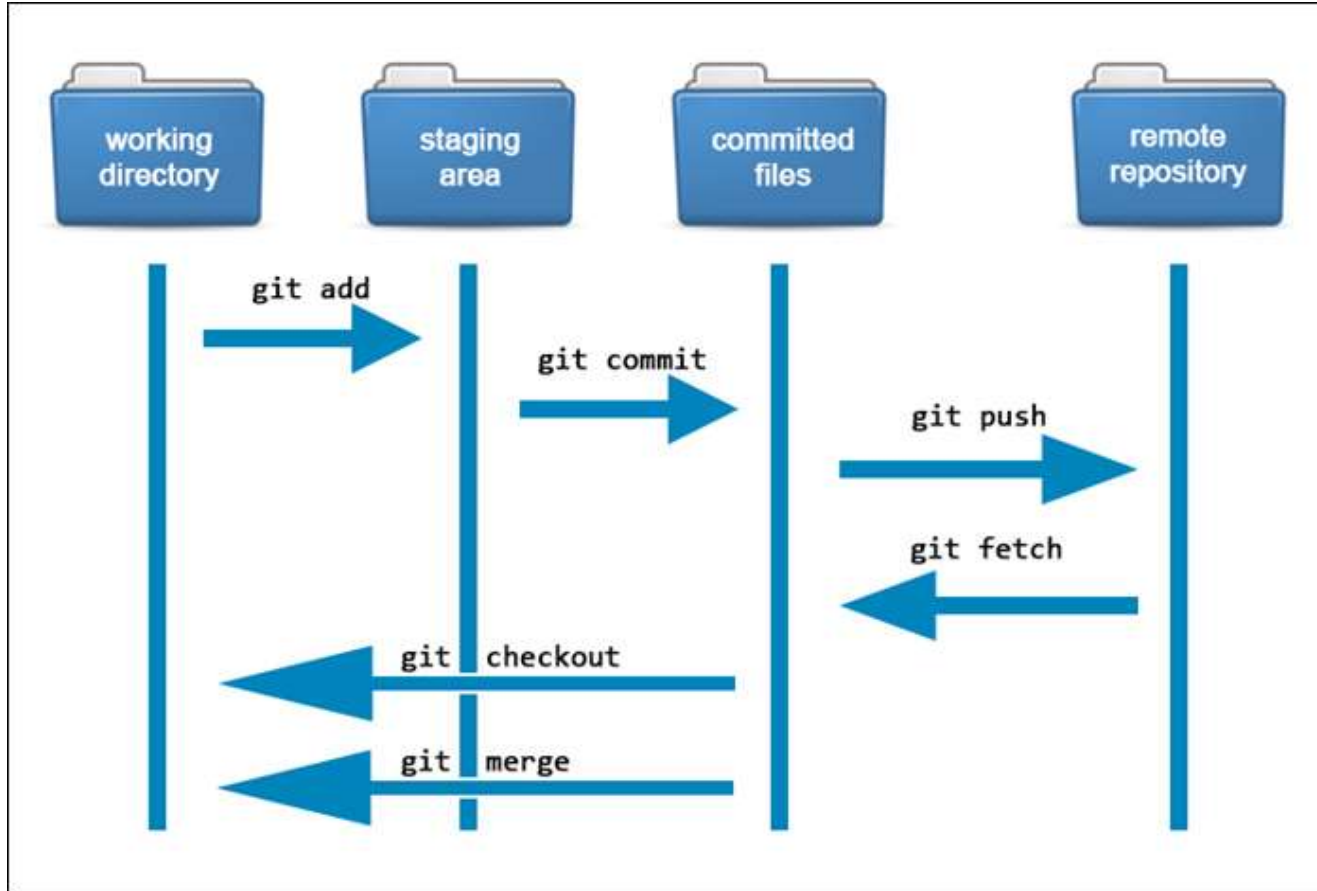 working
directory
staging
area
committed
files
remote
repository
git add
git commit
git push
git fetch
git checkout
git merge